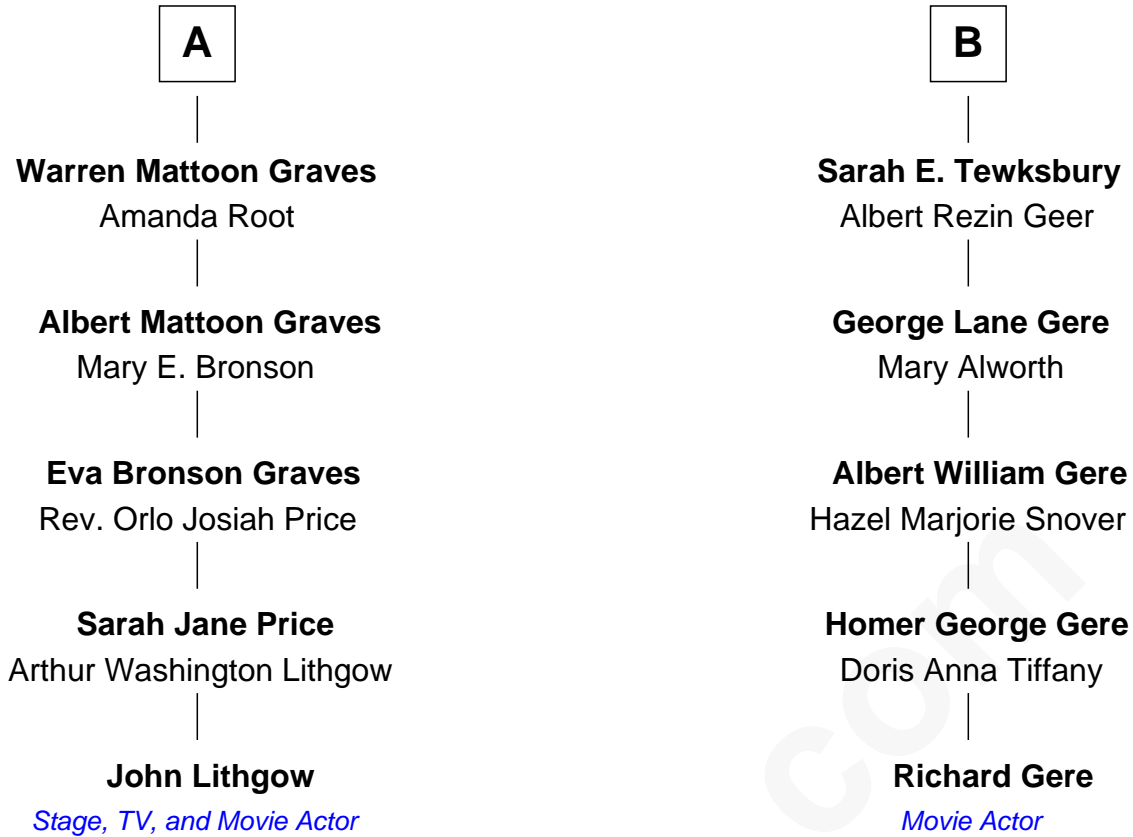 A
Warren Mattoon Graves
Amanda Root
Albert Mattoon Graves
Mary E. Bronson
Eva Bronson Graves
Rev. Orlo Josiah Price
Sarah Jane Price
Arthur Washington Lithgow
John Lithgow
Stage, TV, and Movie Actor
B
Sarah E. Tewksbury
Albert Rezin Geer
George Lane Gere
Mary Alworth
Albert William Gere
Hazel Marjorie Snover
Homer George Gere
Doris Anna Tiffany
Richard Gere
Movie Actor
com